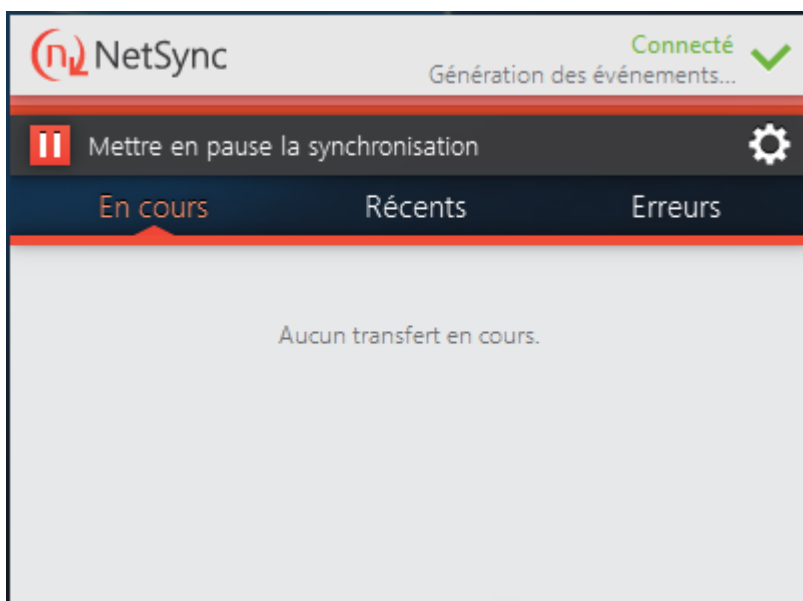 NetSync
Connecté
Génération des événements...
Mettre en pause la synchronisation
En cours
Récents
Erreurs
Aucun transfert en cours.